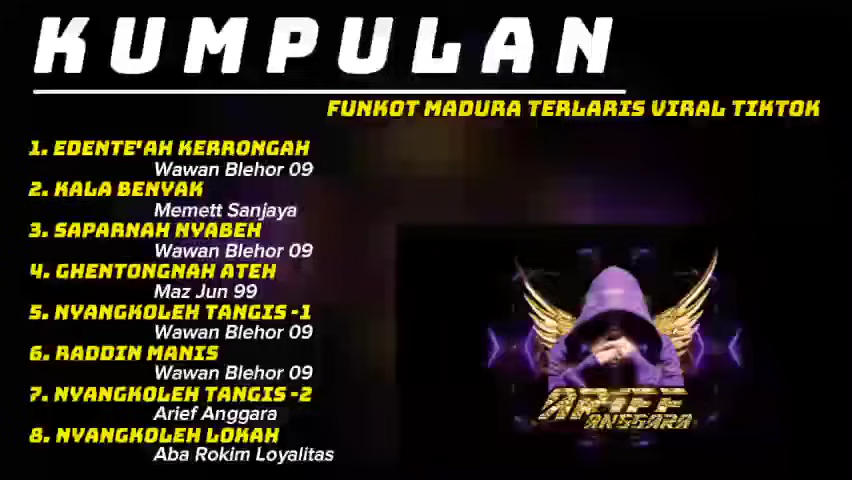 KUMPULAN
FUNKOT MADURA TERLARIS VIRAL TIKTOK
1. EDENTE'AH KERRONGAH
Wawan Blehor 09
2. KALA BENYAK
Memett Sanjaya
3. SAPARNAH NYABEH
Wawan Blehor 09
4. GHENTONGNAH ATEH
Maz Jun 99
5. NYANGKOLEH TANGIS -1
Wawan Blehor 09
6. RADDIN MANIS
Wawan Blehor 09
7. NYANGKOLEH TANGIS -2
Arief Anggara
8. NYANGKOLEH LOKAH
Aba Rokim Loyalitas
ARIEF
ANGGARA